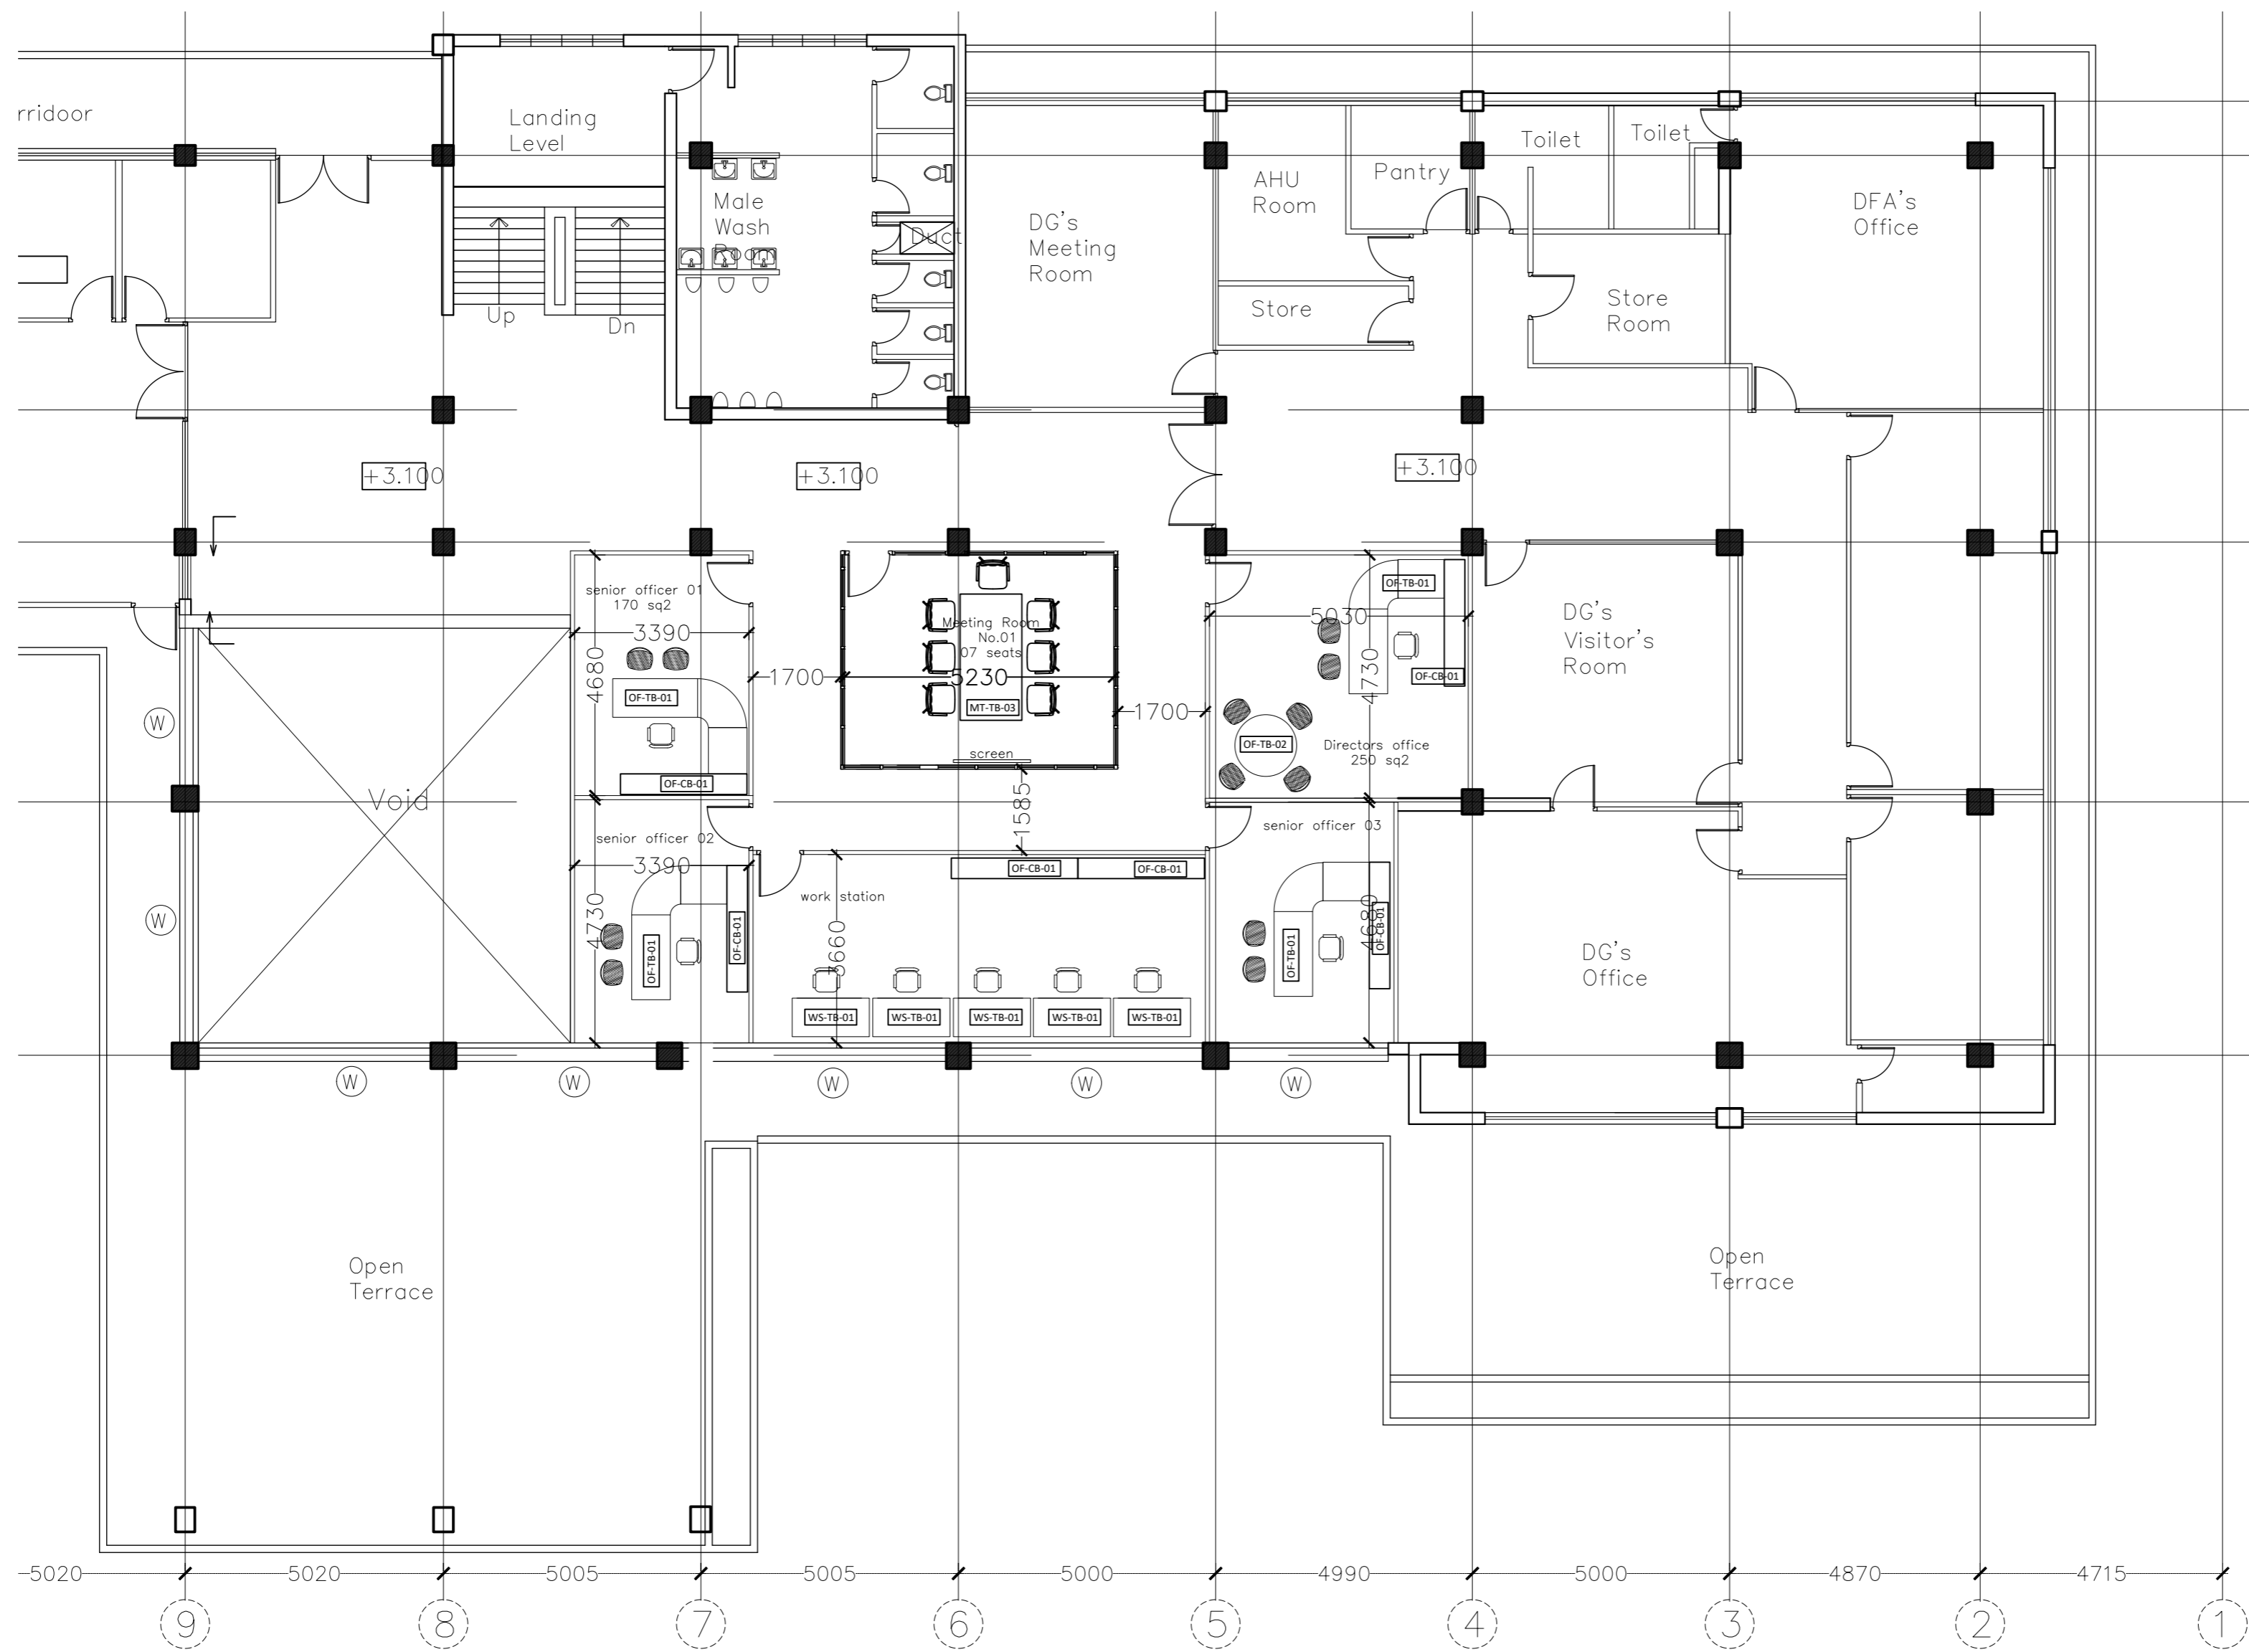 rridoor
Landing
Level
Up
Dn
Male
Wash
Room
Duct
DG's
Meeting
Room
AHU
Room
Pantry
Toilet
Toilet
Store
Store
Room
DFA's
Office
+3.100
+3.100
+3.100
senior officer 01
170 sq2
3390
4680
OF-TB-01
OF-CB-01
1700
Meeting Room
No.01
07 seats
5230
MT-TB-03
screen
1700
1585
OF-TB-01
5030
OF-CB-01
4730
OF-TB-02
Directors office
250 sq2
DG's
Visitor's
Room
Void
W
W
senior officer 02
3390
4730
OF-TB-01
OF-CB-01
work station
3660
OF-CB-01
OF-CB-01
WS-TB-01
WS-TB-01
WS-TB-01
WS-TB-01
WS-TB-01
senior officer 03
4680
OF-TB-01
OF-CB-01
DG's
Office
W
W
W
W
W
Open
Terrace
Open
Terrace
5020
5020
5005
5005
5000
4990
5000
4870
4715
9
8
7
6
5
4
3
2
1